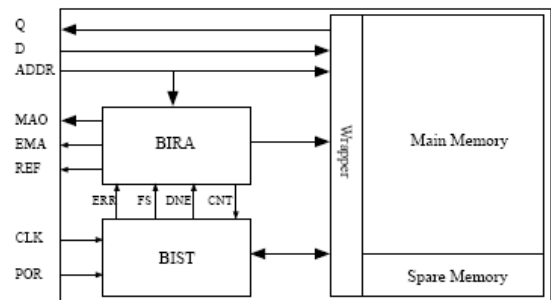 Q
D
ADDR
MAO
EMA
REF
BIRA
ERR FS DNE CNT
CLK
POR
BIST
Wrapper
Main Memory
Spare Memory